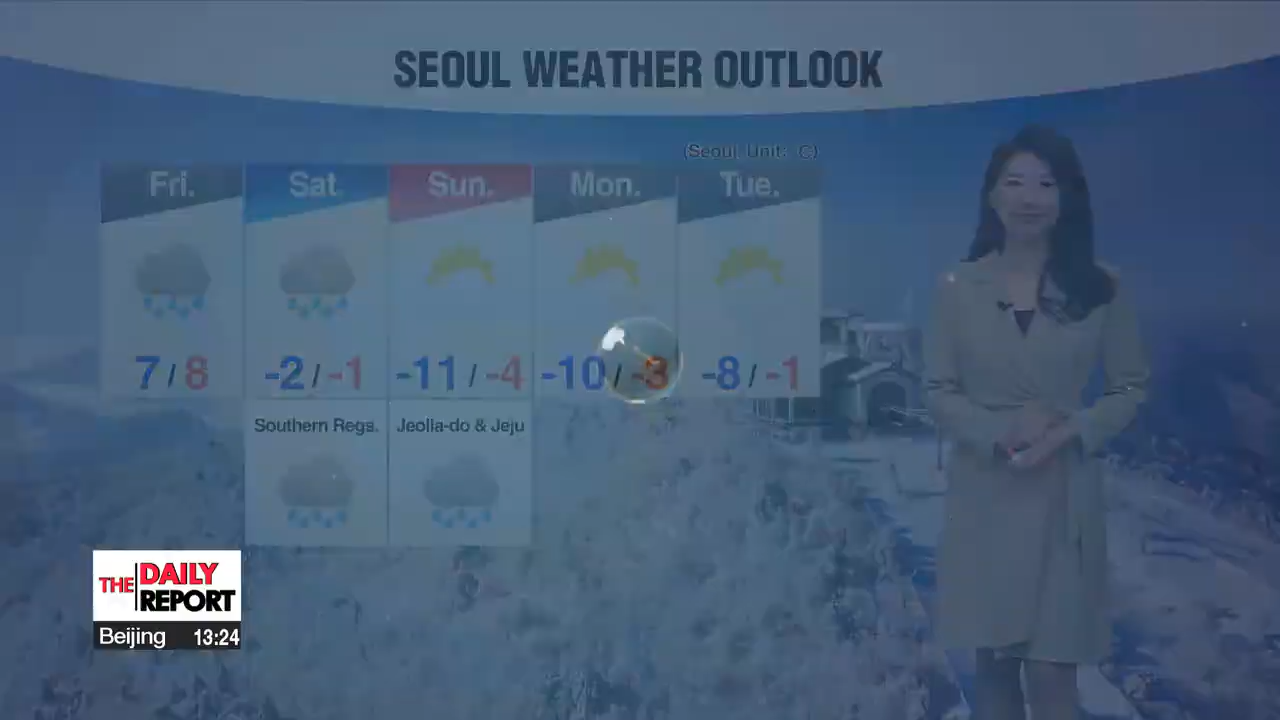 SEOUL WEATHER OUTLOOK
(Seoul, Unit: °C)
Fri. Sat. Sun. Mon. Tue.
7/8 -2/-1 -11/-4 -10/-3 -8/-1
Southern Regs. Jeolla-do & Jeju
THE DAILY REPORT
Beijing 13:24